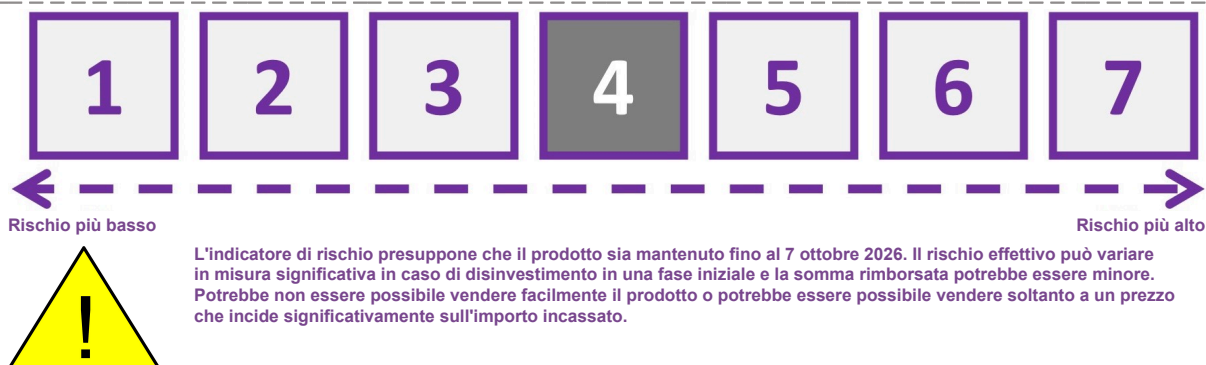 1 2 3 4 5 6 7
Rischio più basso Rischio più alto
L'indicatore di rischio presuppone che il prodotto sia mantenuto fino al 7 ottobre 2026. Il rischio effettivo può variare
in misura significativa in caso di disinvestimento in una fase iniziale e la somma rimborsata potrebbe essere minore.
Potrebbe non essere possibile vendere facilmente il prodotto o potrebbe essere possibile vendere soltanto a un prezzo
che incide significativamente sull'importo incassato.
!